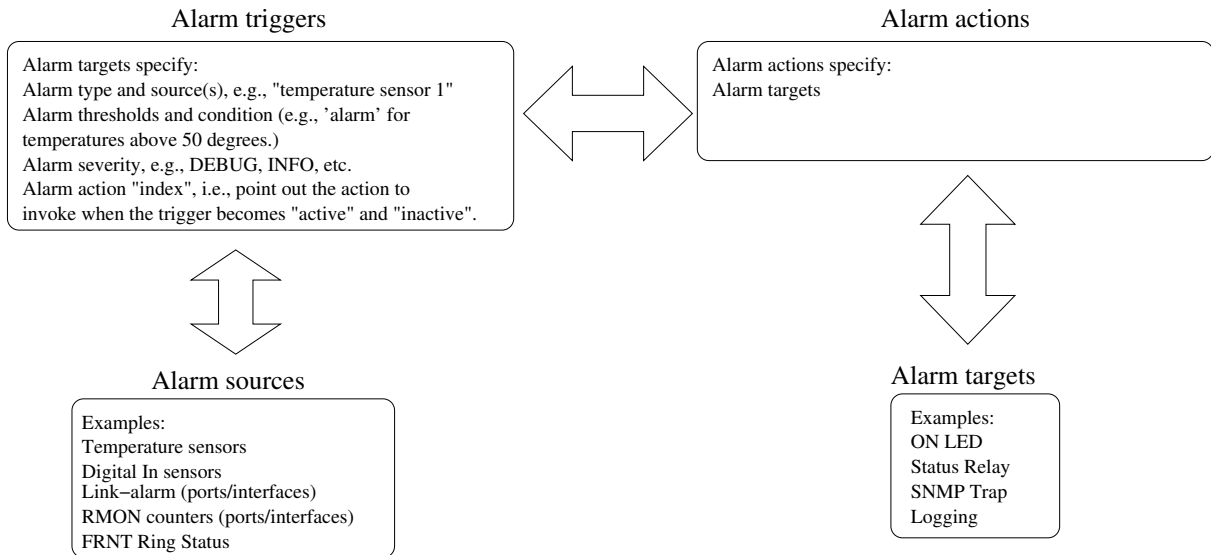 Alarm triggers
Alarm targets specify:
Alarm type and source(s), e.g., "temperature sensor 1"
Alarm thresholds and condition (e.g., ’alarm’ for
temperatures above 50 degrees.)
Alarm severity, e.g., DEBUG, INFO, etc.
Alarm action "index", i.e., point out the action to
invoke when the trigger becomes "active" and "inactive".
Alarm actions
Alarm actions specify:
Alarm targets
Alarm sources
Examples:
Temperature sensors
Digital In sensors
Link−alarm (ports/interfaces)
RMON counters (ports/interfaces)
FRNT Ring Status
Alarm targets
Examples:
ON LED
Status Relay
SNMP Trap
Logging